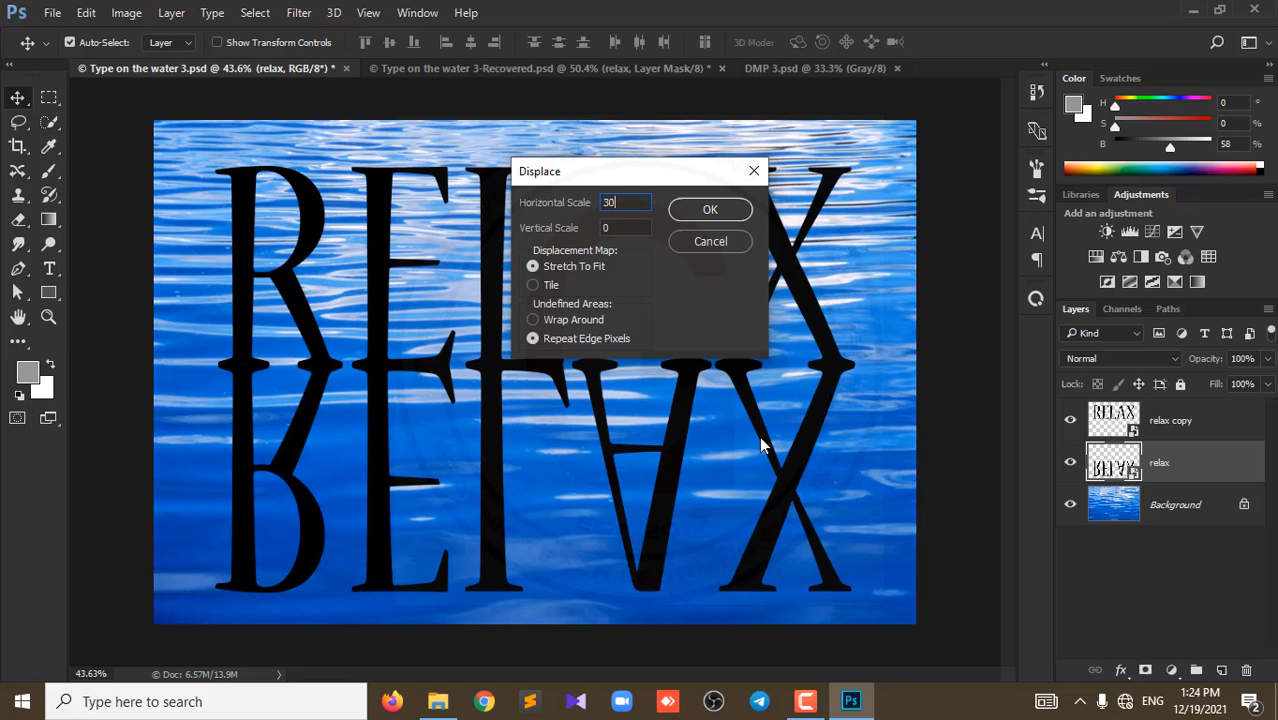 Ps File Edit Image Layer Type Select Filter 3D View Window Help
Auto-Select: Layer Show Transform Controls 3D Mode:
© Type on the water 3.psd @ 43.6% (relax, RGB/8*) * × © Type on the water 3-Recovered.psd @ 50.4% (relax, Layer Mask/8) * × DMP 3.psd @ 33.3% (Gray/8) ×
Color Swatches
H 0 °
S 0 %
B 58 %
Libraries Adjustments
Add an adjustment
Layers Channels Paths
Kind
Normal Opacity: 100%
Lock: Fill: 100%
RELAX relax copy
RELAX relax
Background
Displace
Horizontal Scale 30
Vertical Scale 0
OK
Cancel
Displacement Map:
Stretch To Fit
Tile
Undefined Areas:
Wrap Around
Repeat Edge Pixels
RELAX
RELAX
43.63% © Doc: 6.57M/13.9M
Type here to search
Ps
ENG
1:24 PM
12/19/2021
2